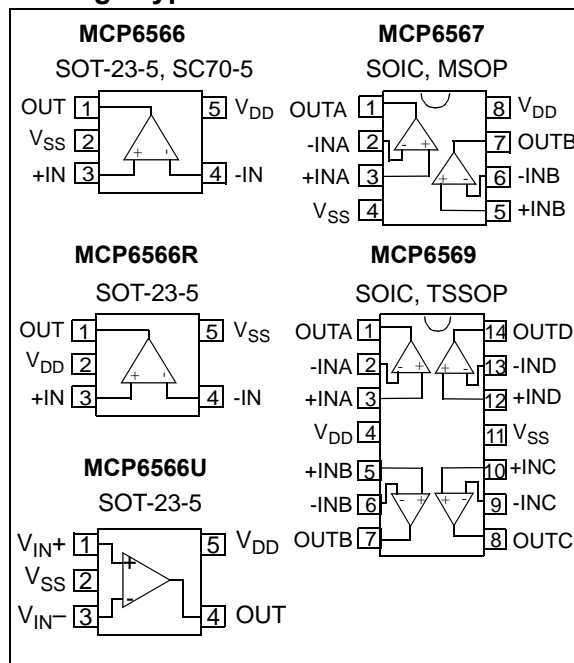 MCP6566
SOT-23-5, SC70-5
OUT 1 5 VDD
VSS 2
+IN 3 4 -IN
+ -
MCP6567
SOIC, MSOP
OUTA 1 8 VDD
-INA 2 7 OUTB
+INA 3 6 -INB
VSS 4 5 +INB
- +
+ -
MCP6566R
SOT-23-5
OUT 1 5 VSS
VDD 2
+IN 3 4 -IN
+ -
MCP6569
SOIC, TSSOP
OUTA 1 14 OUTD
-INA 2 13 -IND
+INA 3 12 +IND
VDD 4 11 VSS
+INB 5 10 +INC
-INB 6 9 -INC
OUTB 7 8 OUTC
- + + -
- + + -
MCP6566U
SOT-23-5
VIN+ 1 5 VDD
VSS 2
VIN– 3 4 OUT
+
-